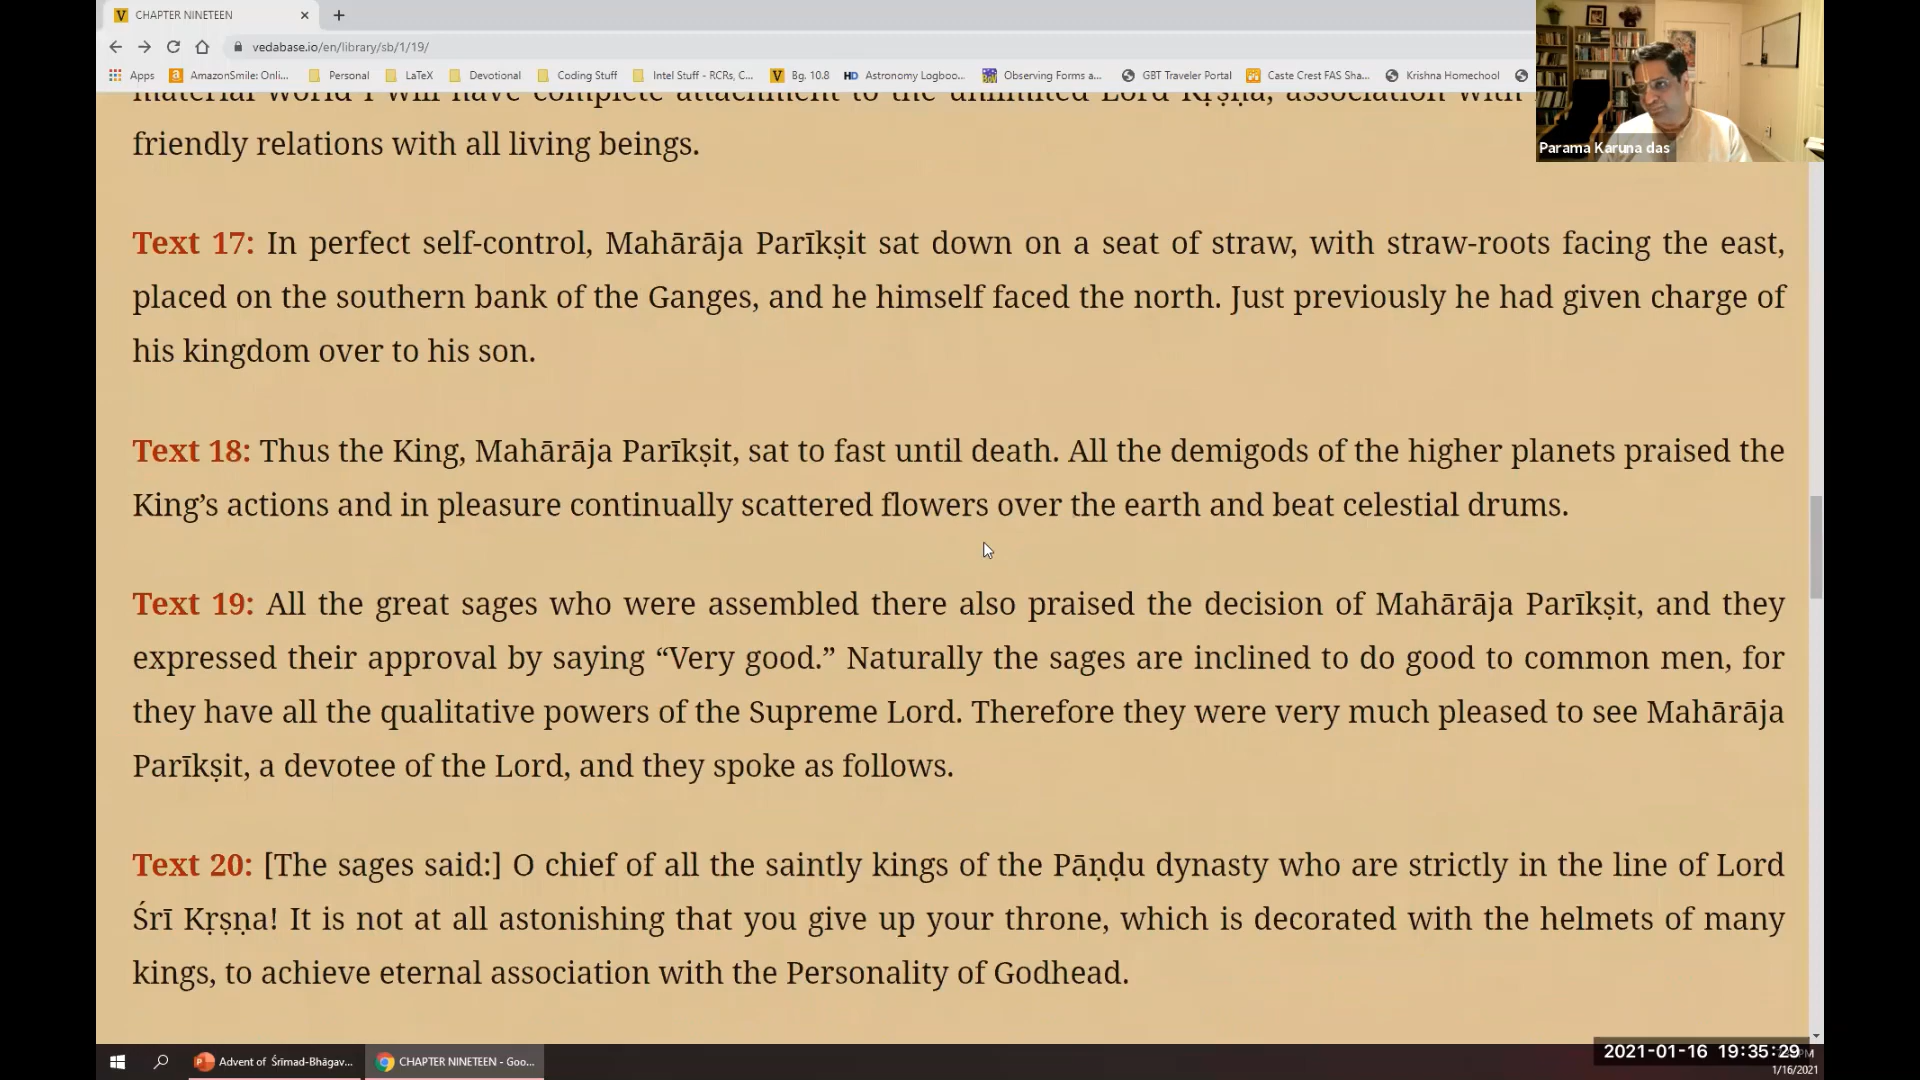 CHAPTER NINETEEN
vedabase.io/en/library/sb/1/19/
Apps
AmazonSmile: Onli...
Personal
LaTeX
Devotional
Coding Stuff
Intel Stuff - RCRs, C...
Bg. 10.8
HD Astronomy Logboo...
Observing Forms a...
GBT Traveler Portal
Caste Crest FAS Sha...
Krishna Homechool
Parama Karuna das
material world I will have complete attachment to the unlimited Lord Kṛṣṇa, association with
friendly relations with all living beings.
Text 17: In perfect self-control, Mahārāja Parīkṣit sat down on a seat of straw, with straw-roots facing the east,
placed on the southern bank of the Ganges, and he himself faced the north. Just previously he had given charge of
his kingdom over to his son.
Text 18: Thus the King, Mahārāja Parīkṣit, sat to fast until death. All the demigods of the higher planets praised the
King’s actions and in pleasure continually scattered flowers over the earth and beat celestial drums.
Text 19: All the great sages who were assembled there also praised the decision of Mahārāja Parīkṣit, and they
expressed their approval by saying “Very good.” Naturally the sages are inclined to do good to common men, for
they have all the qualitative powers of the Supreme Lord. Therefore they were very much pleased to see Mahārāja
Parīkṣit, a devotee of the Lord, and they spoke as follows.
Text 20: [The sages said:] O chief of all the saintly kings of the Pāṇḍu dynasty who are strictly in the line of Lord
Śrī Kṛṣṇa! It is not at all astonishing that you give up your throne, which is decorated with the helmets of many
kings, to achieve eternal association with the Personality of Godhead.
Advent of Śrīmad-Bhāgav...
CHAPTER NINETEEN - Goo...
2021-01-16 19:35:29
1/16/2021